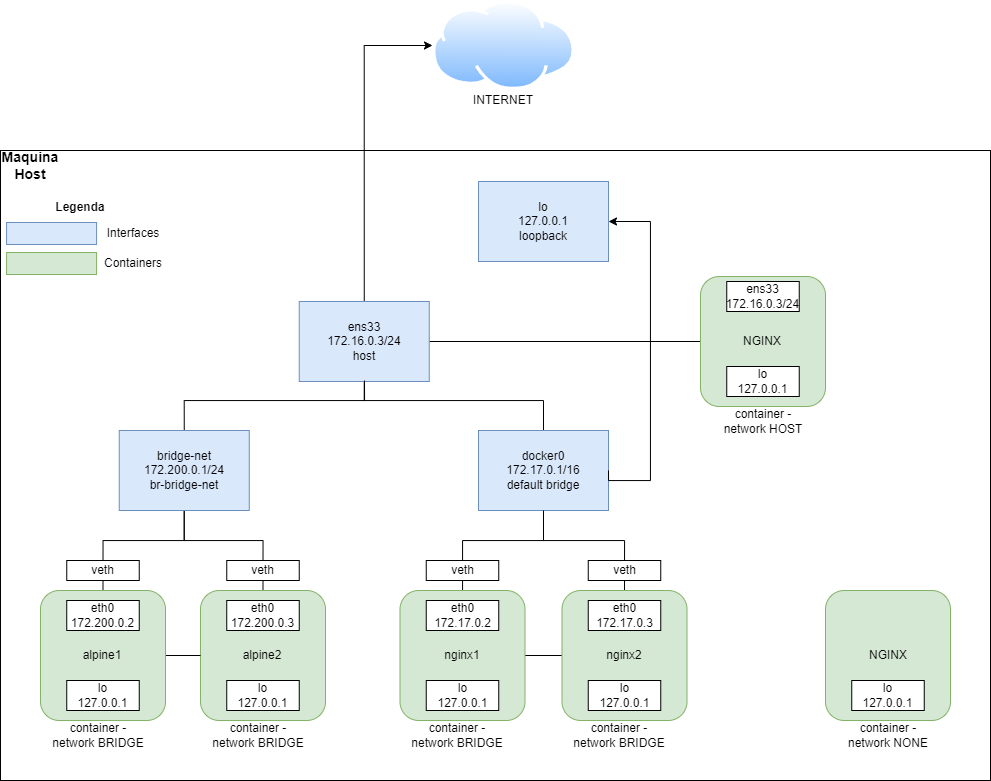 INTERNET
Maquina
Host
Legenda
Interfaces
Containers
lo
127.0.0.1
loopback
ens33
172.16.0.3/24
host
ens33
172.16.0.3/24
NGINX
lo
127.0.0.1
container -
network HOST
bridge-net
172.200.0.1/24
br-bridge-net
docker0
172.17.0.1/16
default bridge
veth
veth
veth
veth
eth0
172.200.0.2
alpine1
lo
127.0.0.1
container -
network BRIDGE
eth0
172.200.0.3
alpine2
lo
127.0.0.1
container -
network BRIDGE
eth0
172.17.0.2
nginx1
lo
127.0.0.1
container -
network BRIDGE
eth0
172.17.0.3
nginx2
lo
127.0.0.1
container -
network BRIDGE
NGINX
lo
127.0.0.1
container -
network NONE